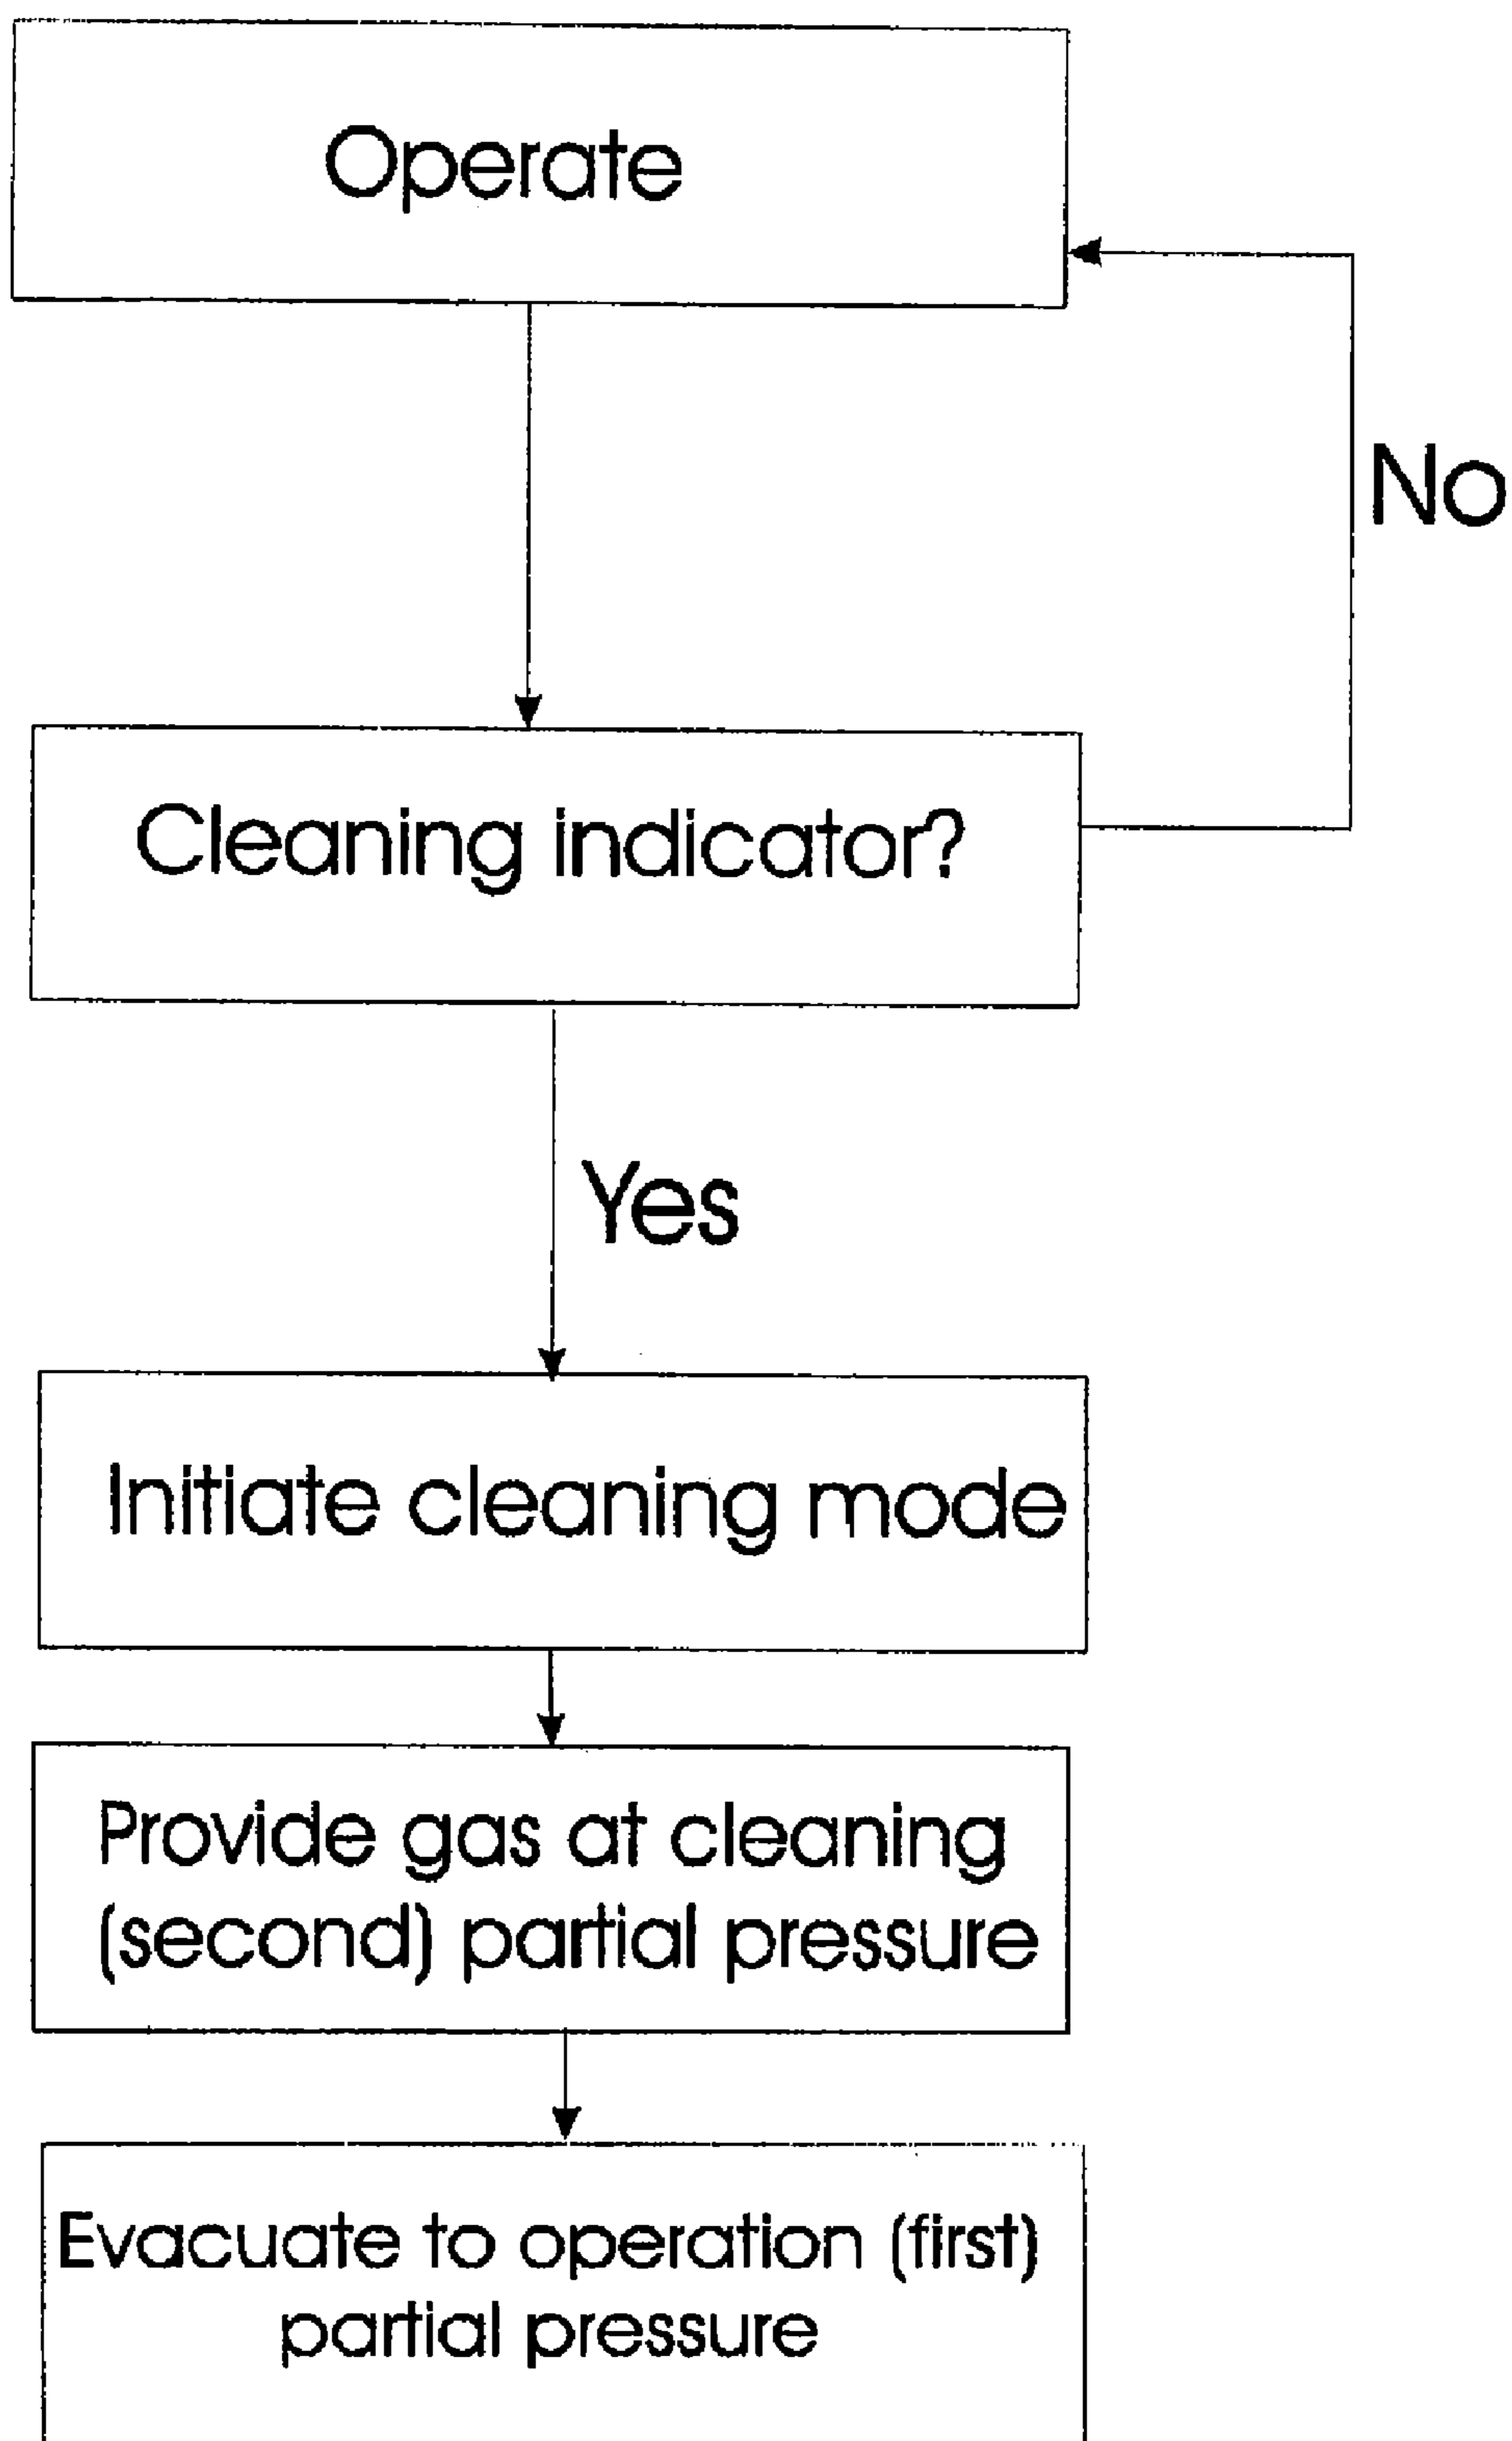 Operate
No
Cleaning indicator?
Yes
Initiate cleaning mode
Provide gas at cleaning
(second) partial pressure
Evacuate to operation (first)
partial pressure